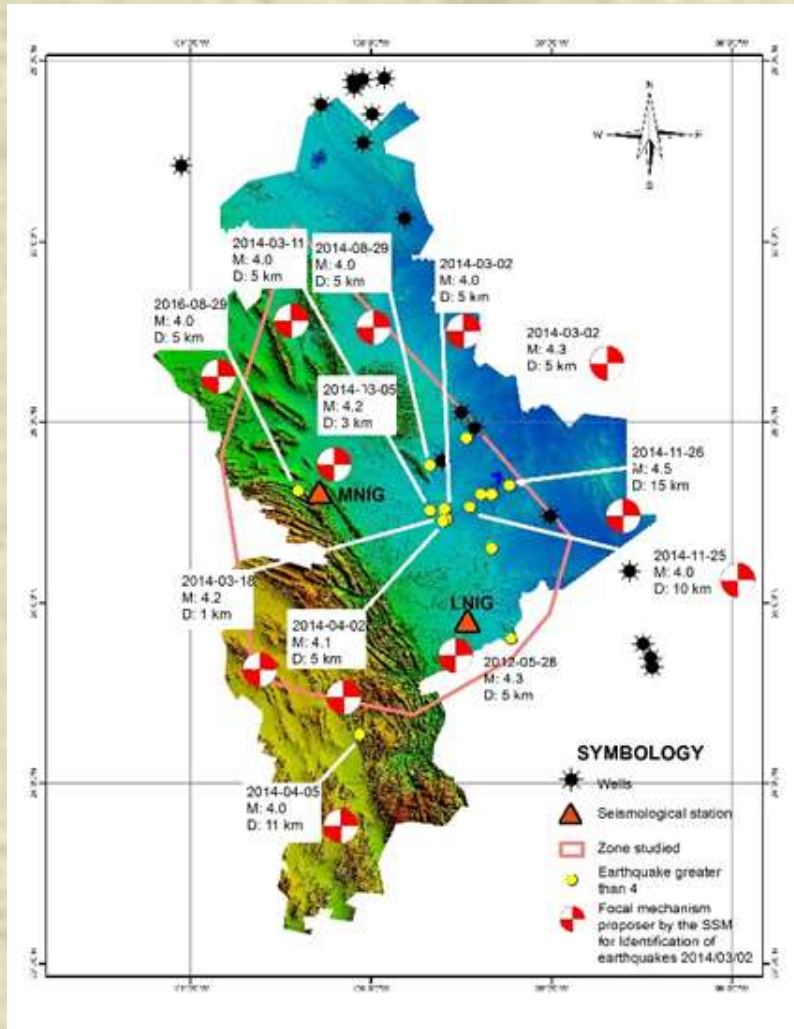 N
W
E
S
2014-03-11
M: 4.0
D: 5 km
2014-08-29
M: 4.0
D: 5 km
2014-03-02
M: 4.0
D: 5 km
2016-08-29
M: 4.0
D: 5 km
2014-03-02
M: 4.3
D: 5 km
M: 4.2
D: 3 km
2014-11-26
M: 4.5
D: 15 km
MNIG
2014-11-25
M: 4.0
D: 10 km
2014-03-18
M: 4.2
D: 1 km
LNIG
2014-04-02
M: 4.1
D: 5 km
2012-05-28
M: 4.3
D: 5 km
2014-04-05
M: 4.0
D: 11 km
SYMBOLOGY
Wells
Seismological station
Zone studied
Earthquake greater
than 4
Focal mechanism
proposer by the SSM
for Identification of
earthquakes 2014/03/02